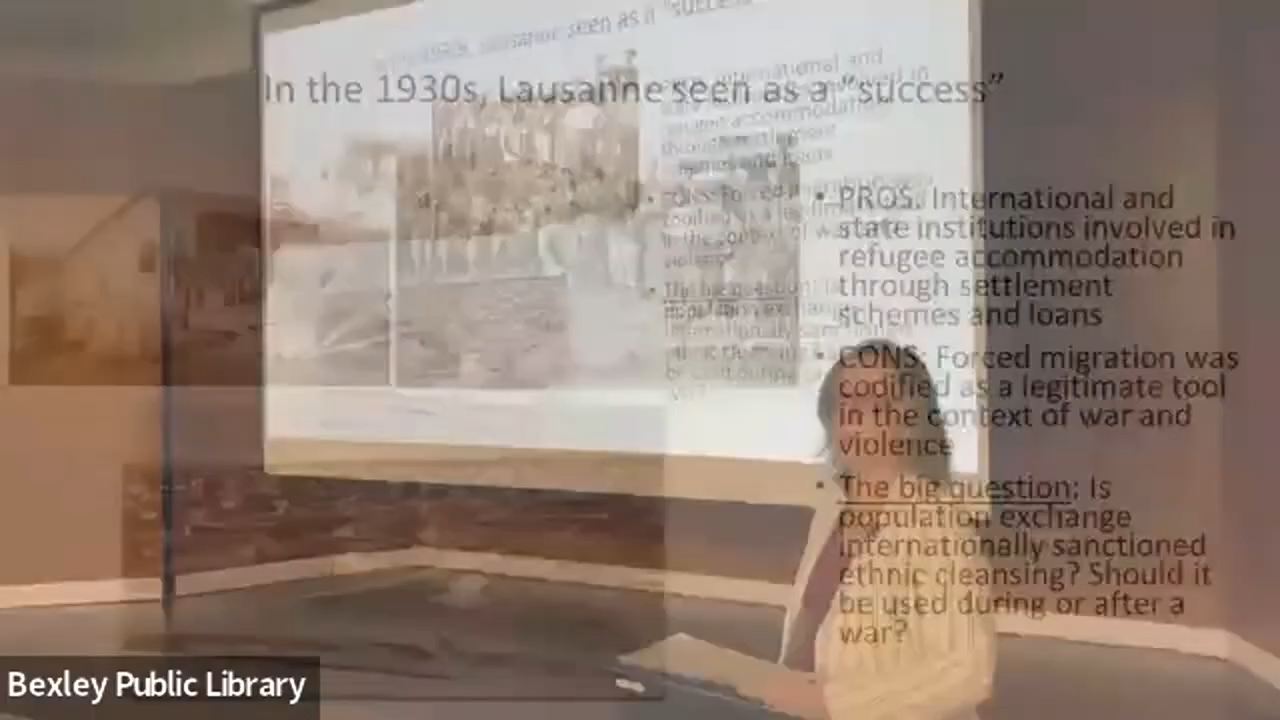 In the 1930s, Lausanne seen as a “success”
• PROS: International and
state institutions involved in
refugee accommodation
through settlement
schemes and loans
• CONS: Forced migration was
codified as a legitimate tool
in the context of war and
violence
• The big question: Is
population exchange
internationally sanctioned
ethnic cleansing? Should it
be used during or after a
war?
Bexley Public Library